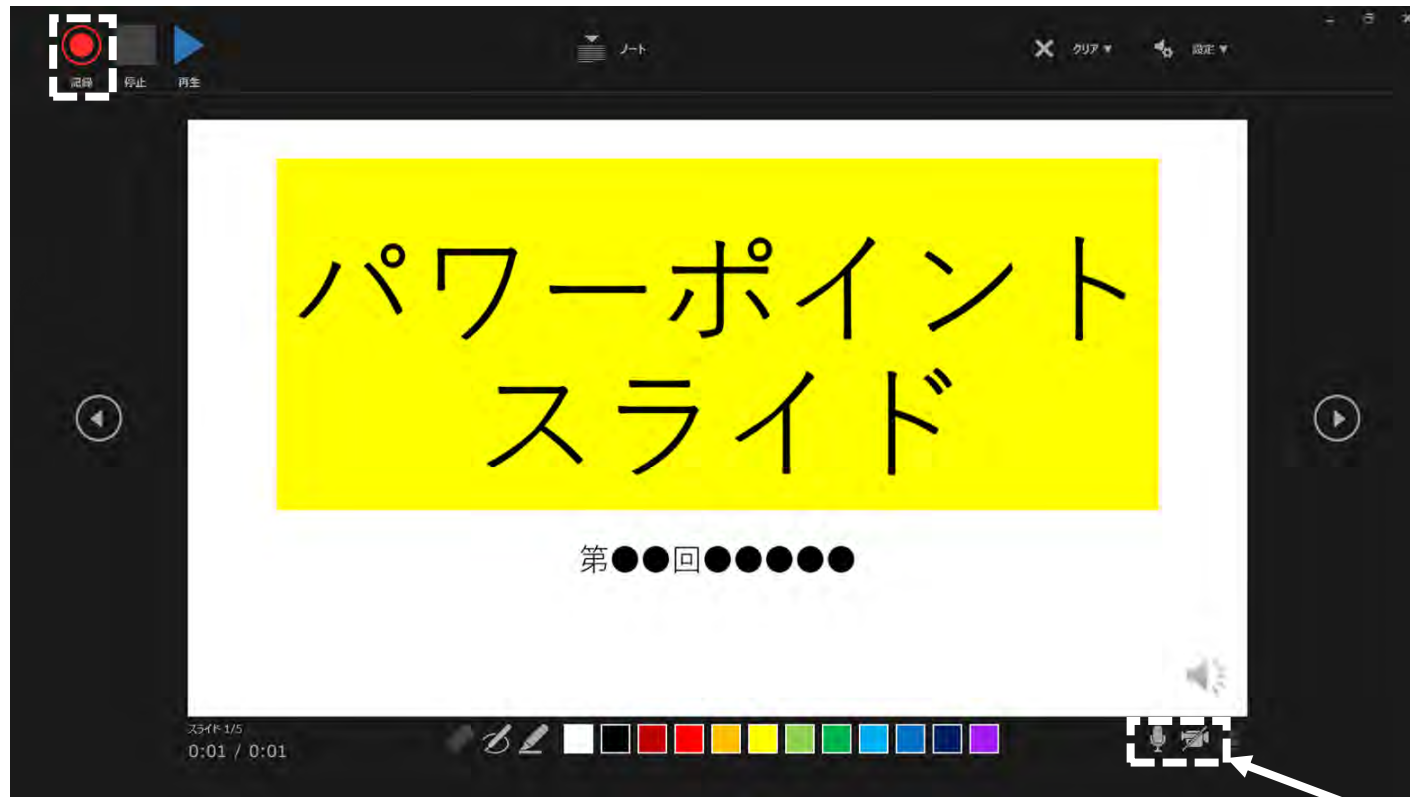 記録 停止 再生
ノート
クリア▼ 設定▼
パワーポイント
スライド
第●●回●●●●●
スライド 1/5
0:01 / 0:01